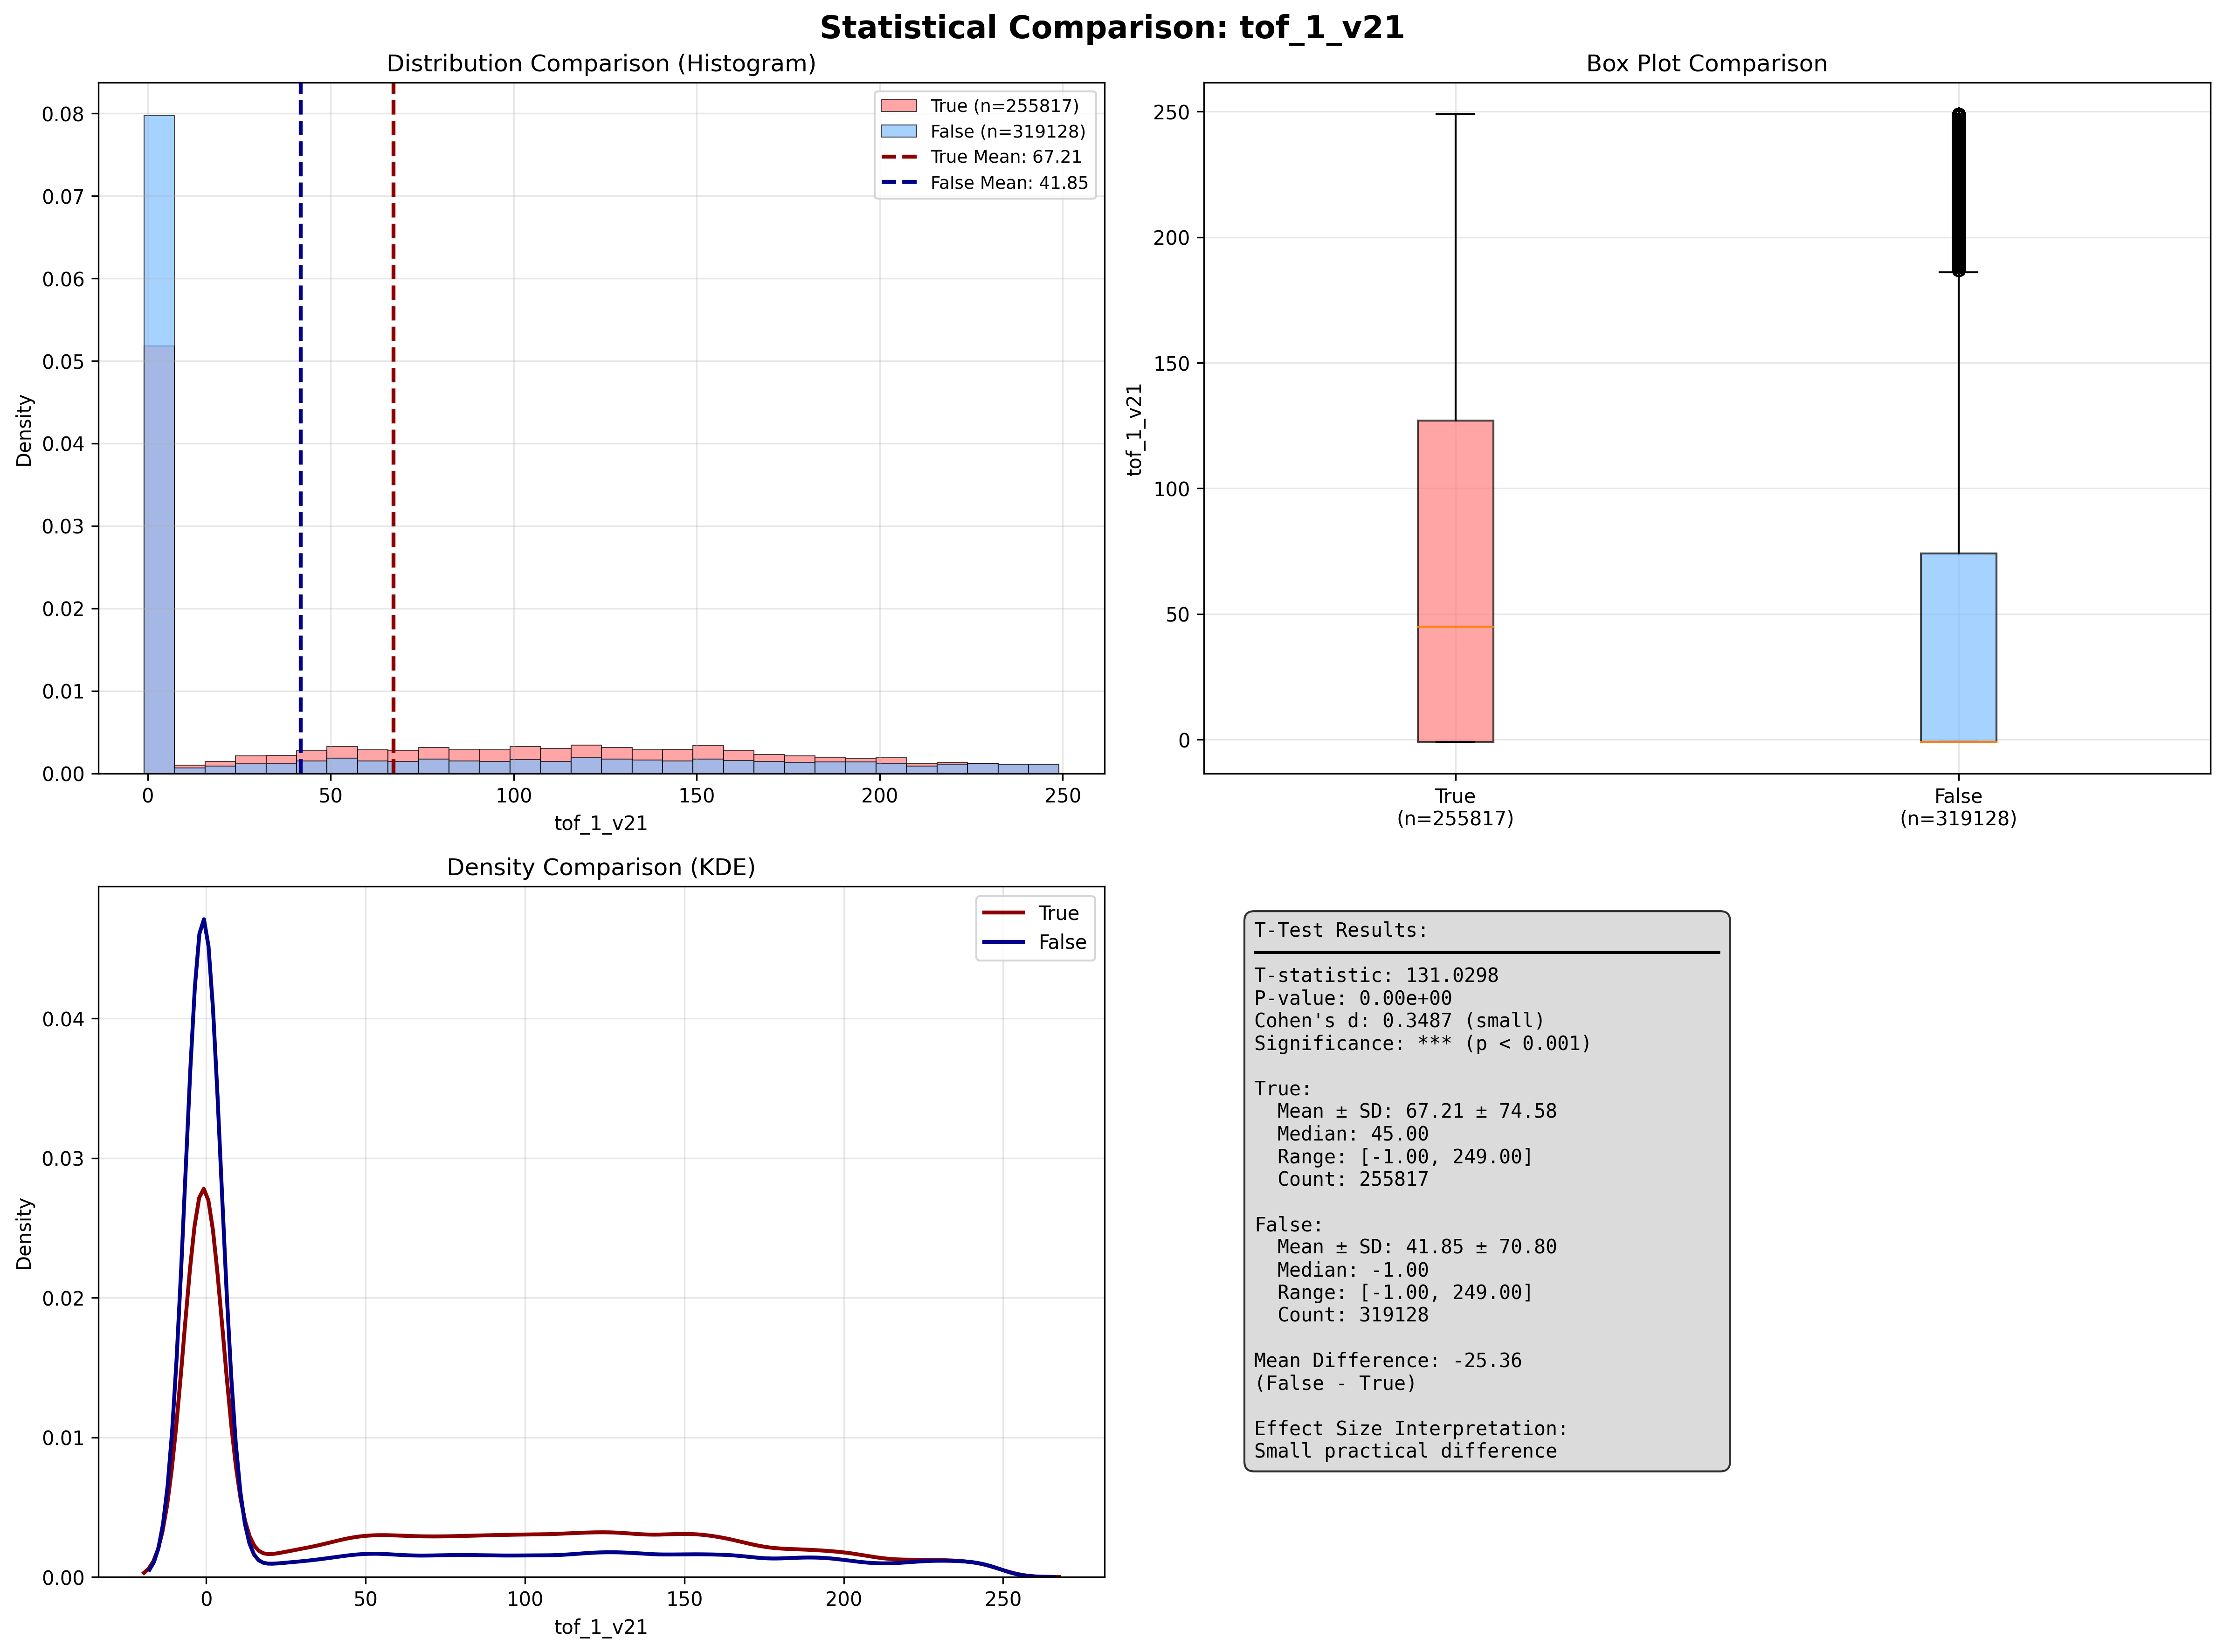 Statistical Comparison: tof_1_v21
Distribution Comparison (Histogram)
Density
0.08
0.07
0.06
0.05
0.04
0.03
0.02
0.01
0.00
True (n=255817)
False (n=319128)
True Mean: 67.21
False Mean: 41.85
0 50 100 150 200 250
tof_1_v21
Box Plot Comparison
tof_1_v21
250
200
150
100
50
0
True
(n=255817)
False
(n=319128)
Density Comparison (KDE)
Density
0.04
0.03
0.02
0.01
0.00
True
False
0 50 100 150 200 250
tof_1_v21
T-Test Results:
T-statistic: 131.0298
P-value: 0.00e+00
Cohen's d: 0.3487 (small)
Significance: *** (p < 0.001)
True:
Mean ± SD: 67.21 ± 74.58
Median: 45.00
Range: [-1.00, 249.00]
Count: 255817
False:
Mean ± SD: 41.85 ± 70.80
Median: -1.00
Range: [-1.00, 249.00]
Count: 319128
Mean Difference: -25.36
(False - True)
Effect Size Interpretation:
Small practical difference